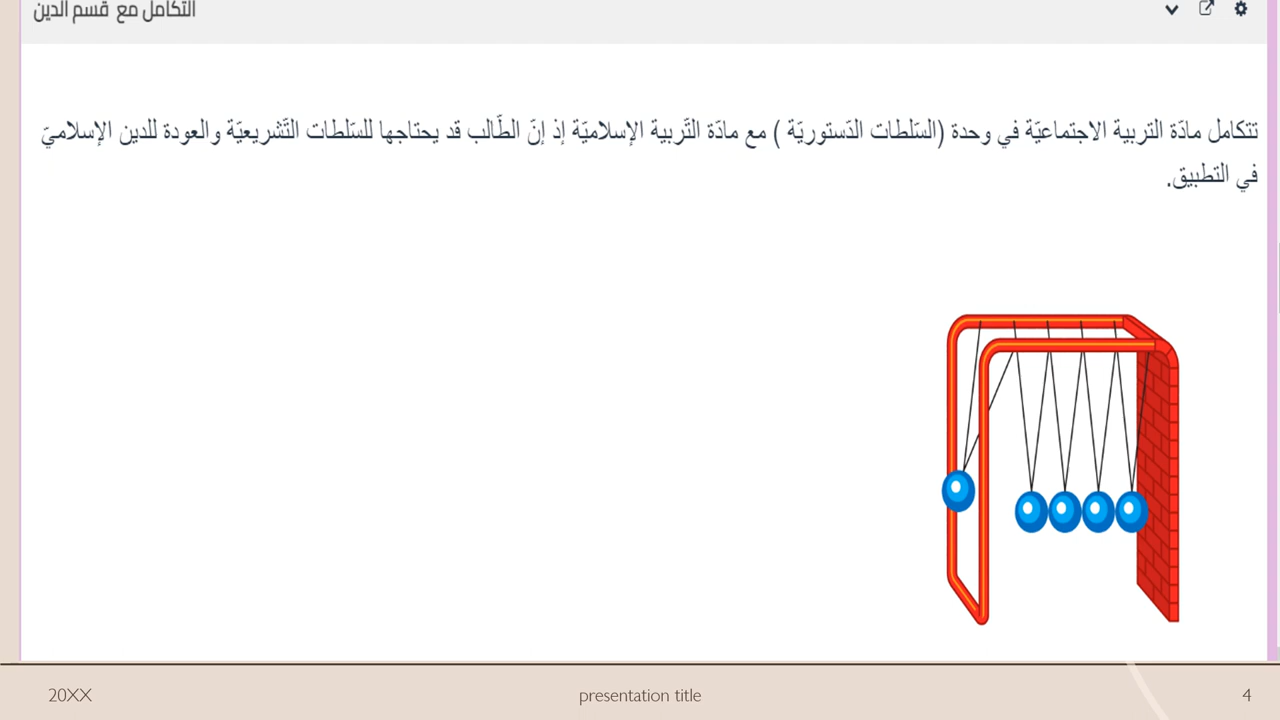 التكامل مع قسم الدين
تتكامل مادّة التربية الاجتماعيّة في وحدة (السّلطات الدّستوريّة ) مع مادّة التّربية الإسلاميّة إذ إنّ الطّالب قد يحتاجها للسّلطات التّشريعيّة والعودة للدين الإسلاميّ
في التطبيق.
20XX
presentation title
4